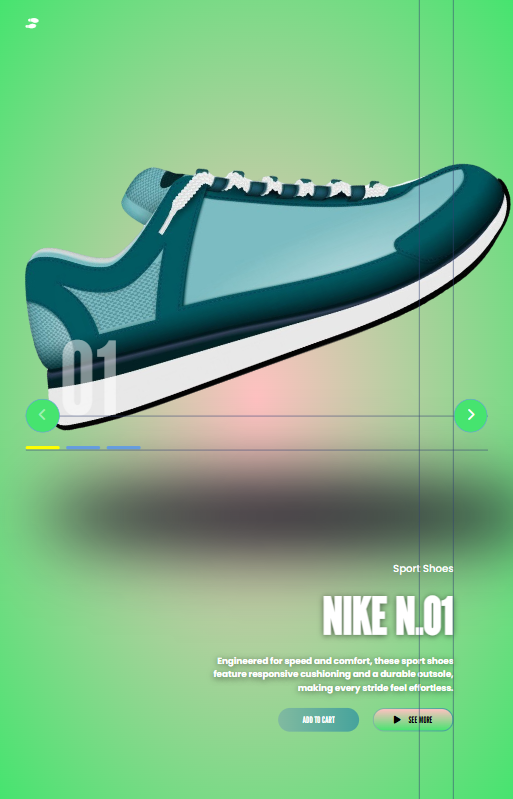 01
Sport Shoes
NIKE N.01
Engineered for speed and comfort, these sport shoes
feature responsive cushioning and a durable outsole,
making every stride feel effortless.
ADD TO CART
SEE MORE